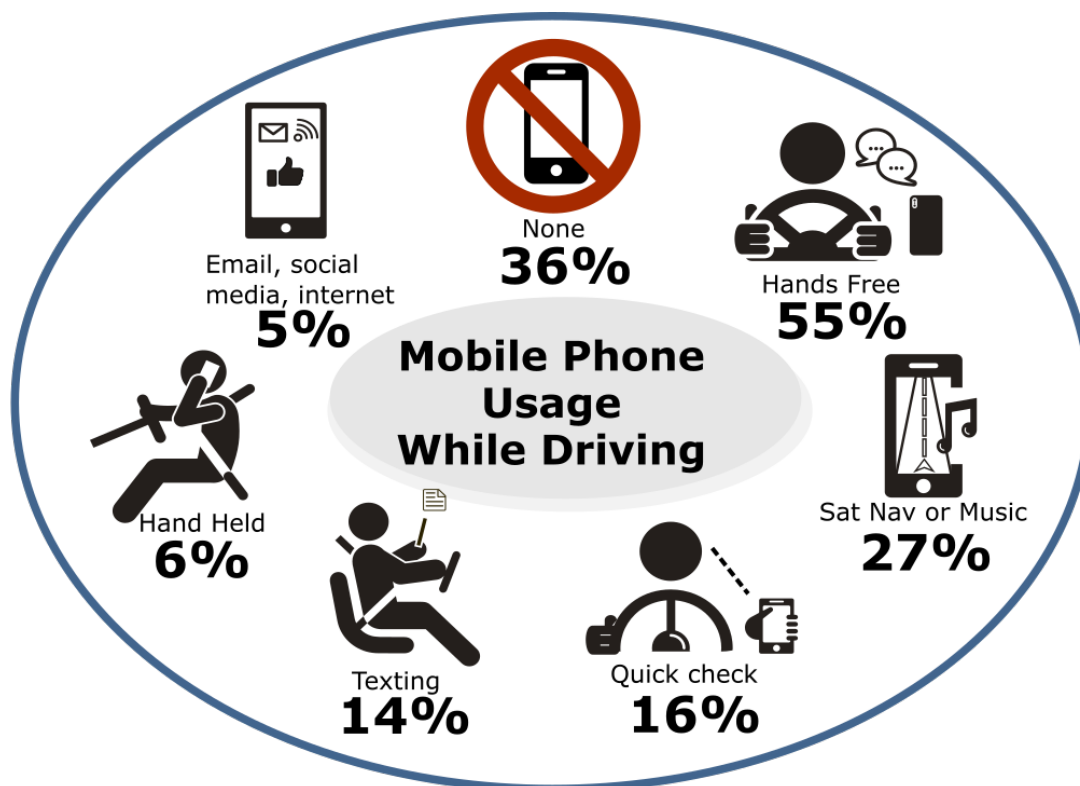 None
36%
Hands Free
55%
Sat Nav or Music
27%
Quick check
16%
Texting
14%
Hand Held
6%
Email, social
media, internet
5%
Mobile Phone
Usage
While Driving